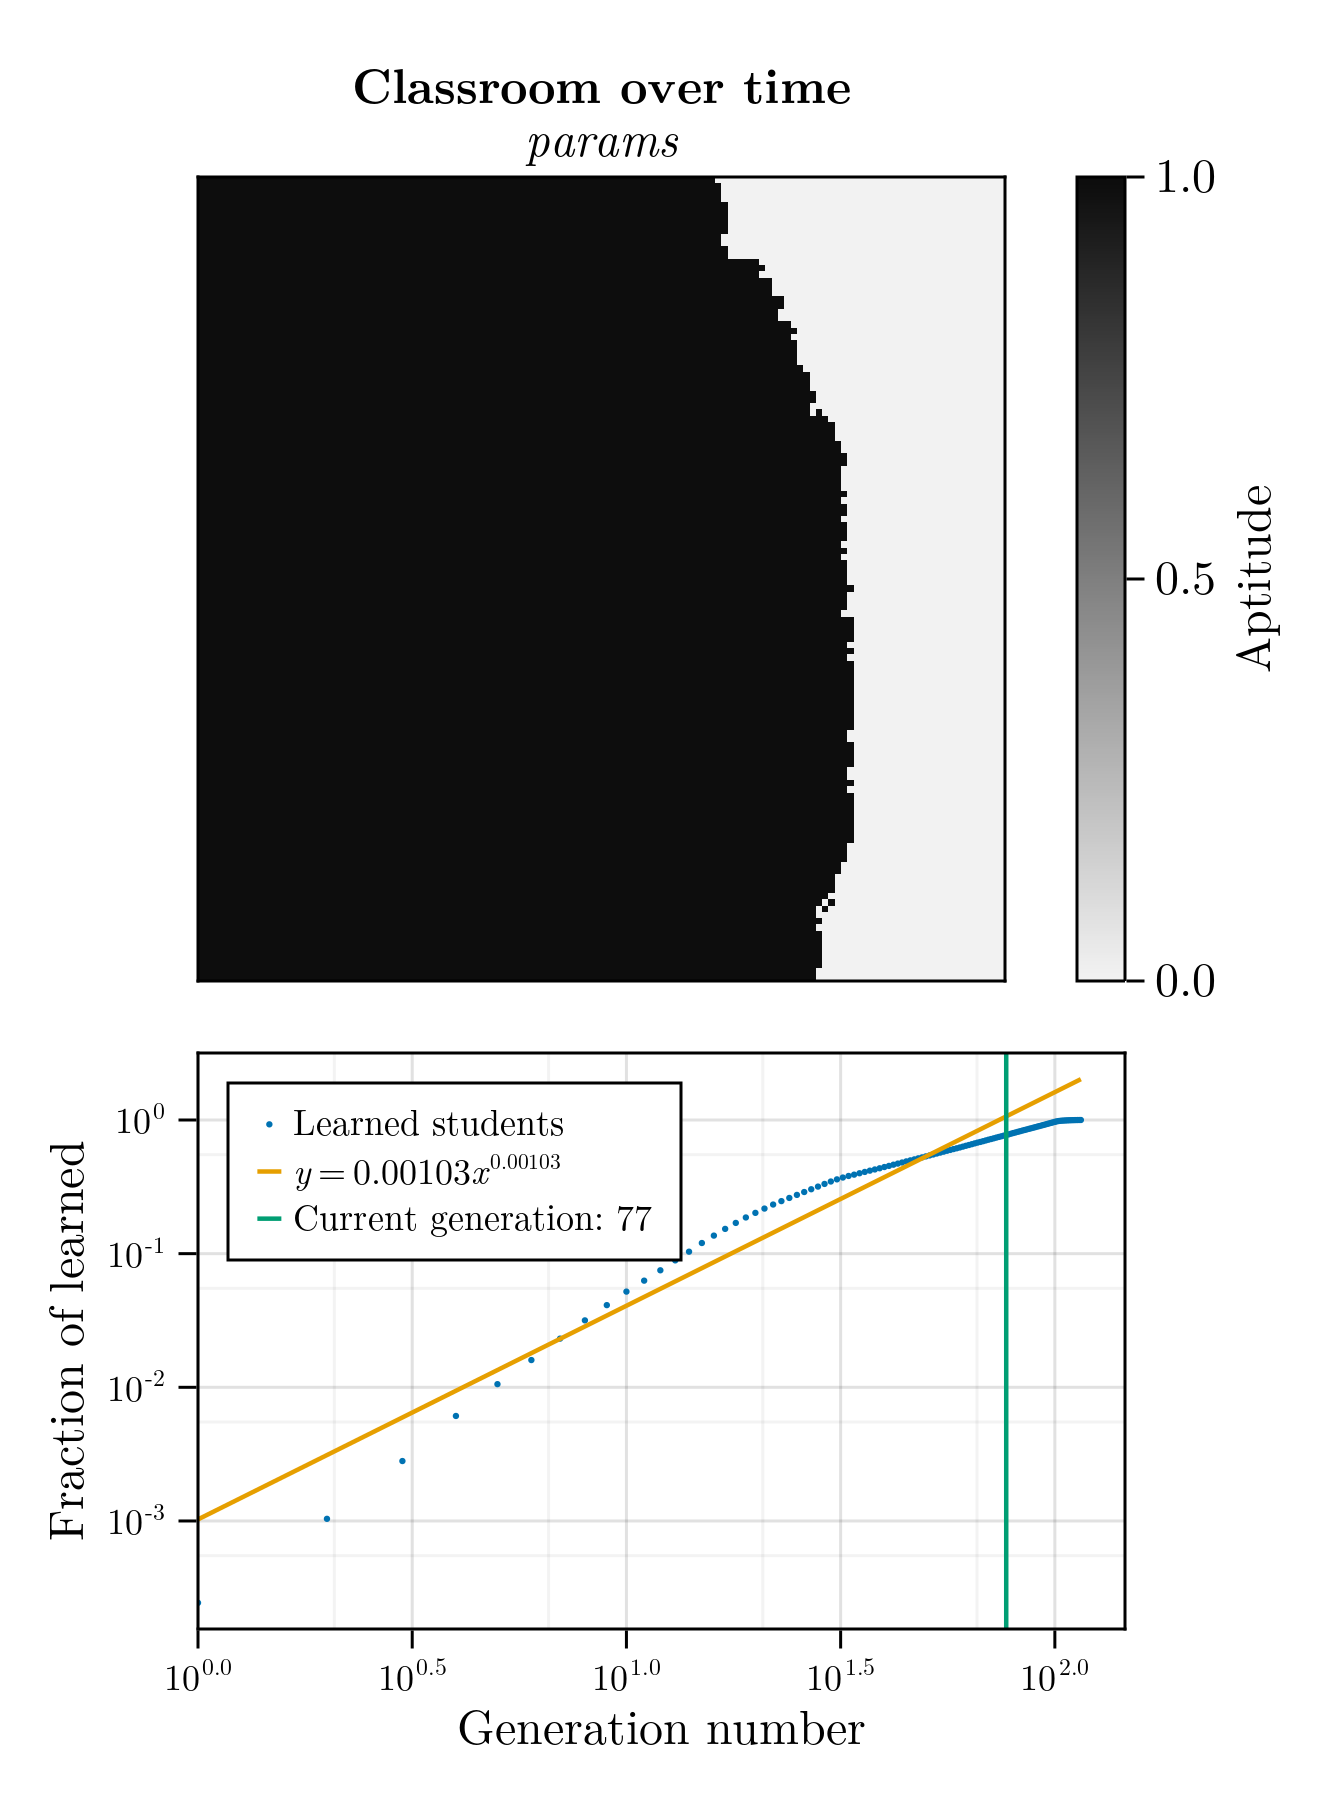 Classroom over time
params
1.0
0.5
0.0
Aptitude
10⁰
10⁻¹
10⁻²
10⁻³
Fraction of learned
Learned students
y = 0.00103x^0.00103
Current generation: 77
10^0.0 10^0.5 10^1.0 10^1.5 10^2.0
Generation number